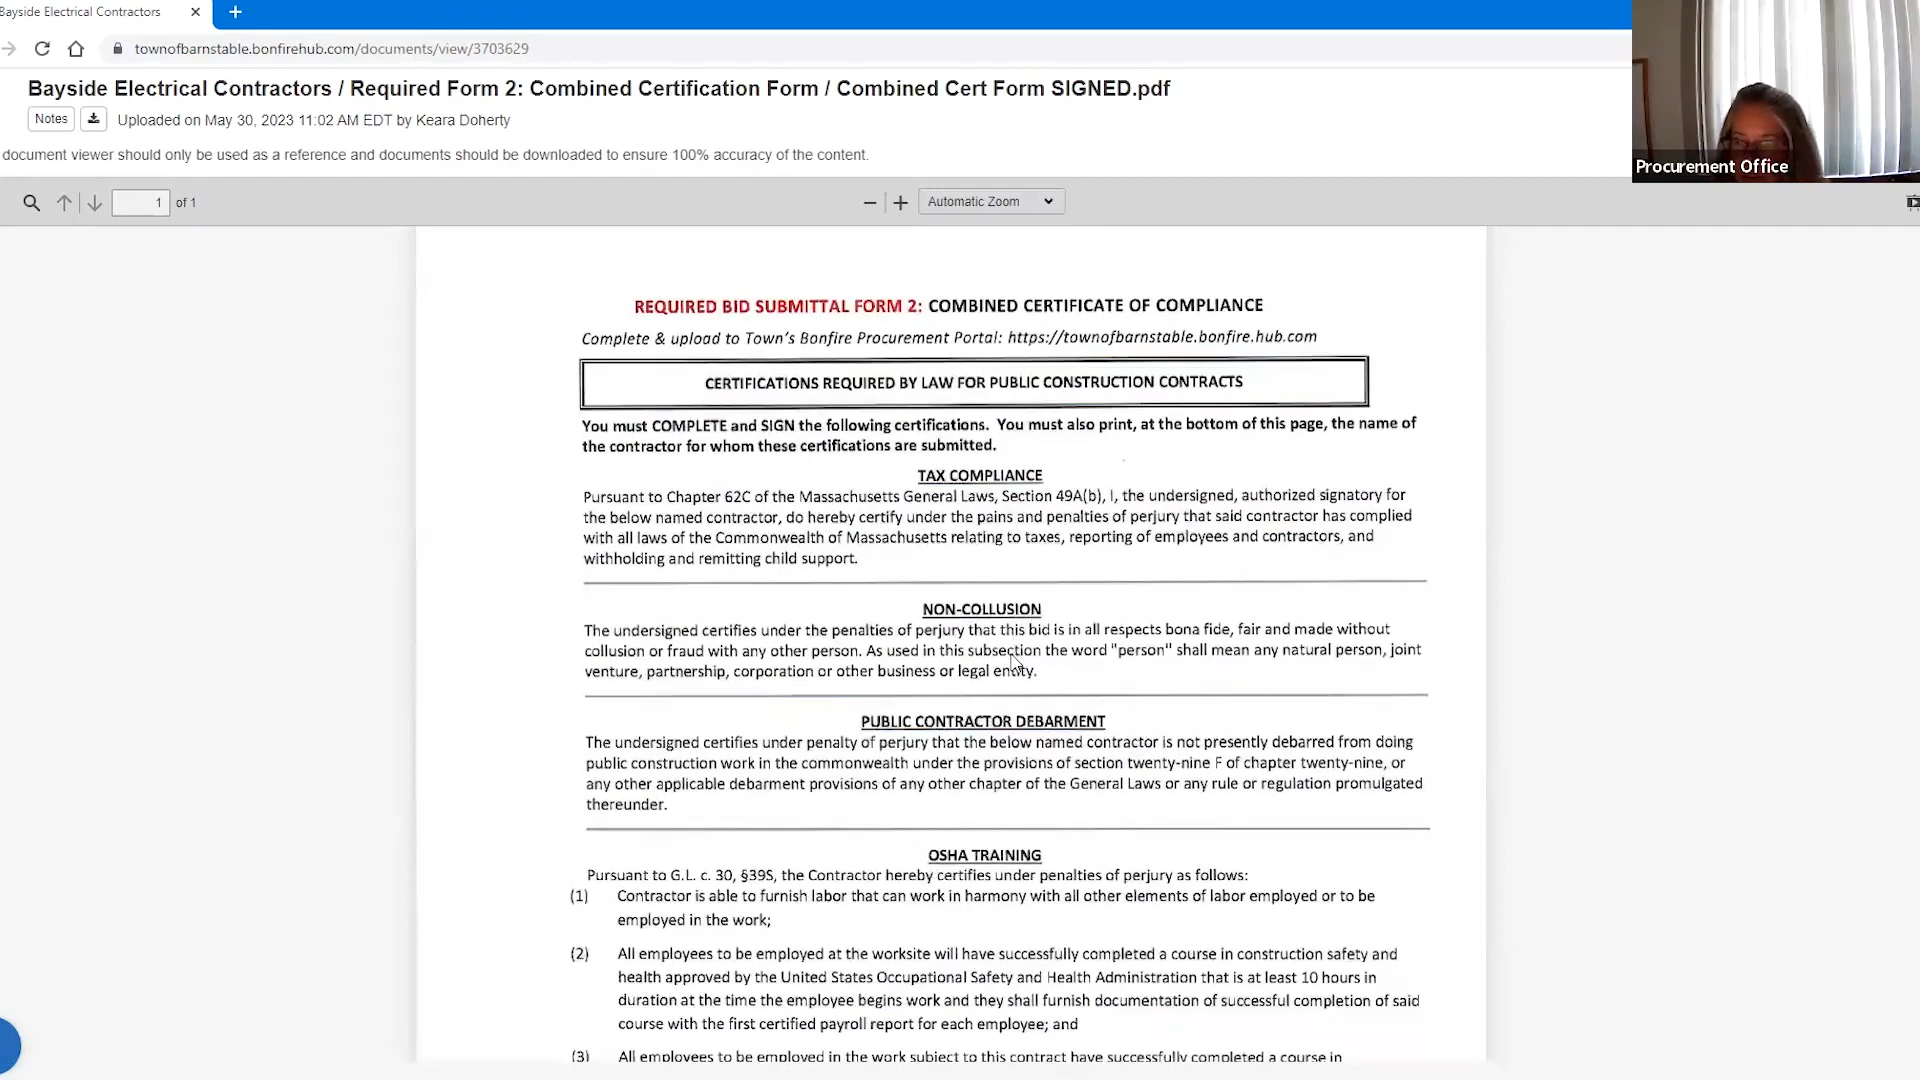 Bayside Electrical Contractors
townofbarnstable.bonfirehub.com/documents/view/3703629
Bayside Electrical Contractors / Required Form 2: Combined Certification Form / Combined Cert Form SIGNED.pdf
Notes
Uploaded on May 30, 2023 11:02 AM EDT by Keara Doherty
Procurement Office
document viewer should only be used as a reference and documents should be downloaded to ensure 100% accuracy of the content.
1 of 1
Automatic Zoom
REQUIRED BID SUBMITTAL FORM 2: COMBINED CERTIFICATE OF COMPLIANCE
Complete & upload to Town's Bonfire Procurement Portal: https://townofbarnstable.bonfire.hub.com
CERTIFICATIONS REQUIRED BY LAW FOR PUBLIC CONSTRUCTION CONTRACTS
You must COMPLETE and SIGN the following certifications. You must also print, at the bottom of this page, the name of
the contractor for whom these certifications are submitted.
TAX COMPLIANCE
Pursuant to Chapter 62C of the Massachusetts General Laws, Section 49A(b), I, the undersigned, authorized signatory for
the below named contractor, do hereby certify under the pains and penalties of perjury that said contractor has complied
with all laws of the Commonwealth of Massachusetts relating to taxes, reporting of employees and contractors, and
withholding and remitting child support.
NON-COLLUSION
The undersigned certifies under the penalties of perjury that this bid is in all respects bona fide, fair and made without
collusion or fraud with any other person. As used in this subsection the word "person" shall mean any natural person, joint
venture, partnership, corporation or other business or legal entity.
PUBLIC CONTRACTOR DEBARMENT
The undersigned certifies under penalty of perjury that the below named contractor is not presently debarred from doing
public construction work in the commonwealth under the provisions of section twenty-nine F of chapter twenty-nine, or
any other applicable debarment provisions of any other chapter of the General Laws or any rule or regulation promulgated
thereunder.
OSHA TRAINING
Pursuant to G.L. c. 30, §39S, the Contractor hereby certifies under penalties of perjury as follows:
(1) Contractor is able to furnish labor that can work in harmony with all other elements of labor employed or to be
employed in the work;
(2) All employees to be employed at the worksite will have successfully completed a course in construction safety and
health approved by the United States Occupational Safety and Health Administration that is at least 10 hours in
duration at the time the employee begins work and they shall furnish documentation of successful completion of said
course with the first certified payroll report for each employee; and
(3) All employees to be employed in the work subject to this contract have successfully completed a course in